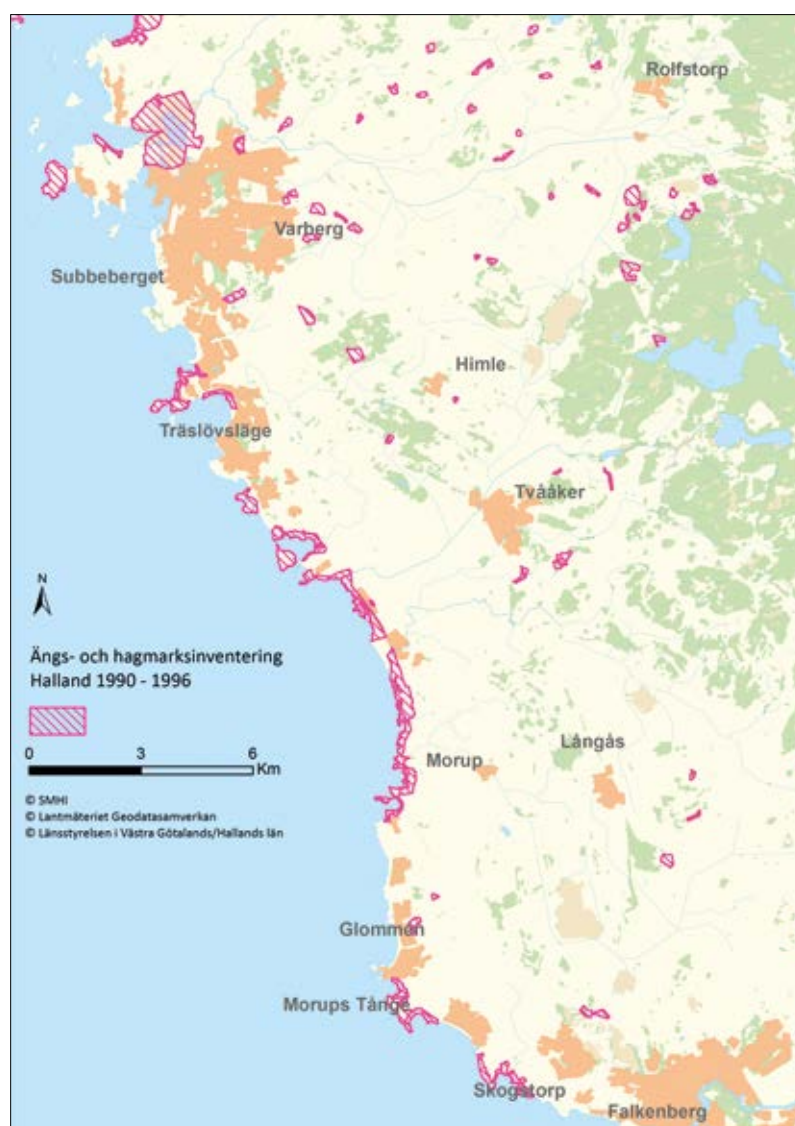 Rolfstorp
Varberg
Subbeberget
Himle
Träslövsläge
Tvååker
N
Ängs- och hagmarksinventering
Halland 1990 - 1996
0 3 6
Km
© SMHI
© Lantmäteriet Geodatasamverkan
© Länsstyrelsen i Västra Götalands/Hallands län
Långås
Morup
Glommen
Morups Tånge
Skogstorp
Falkenberg